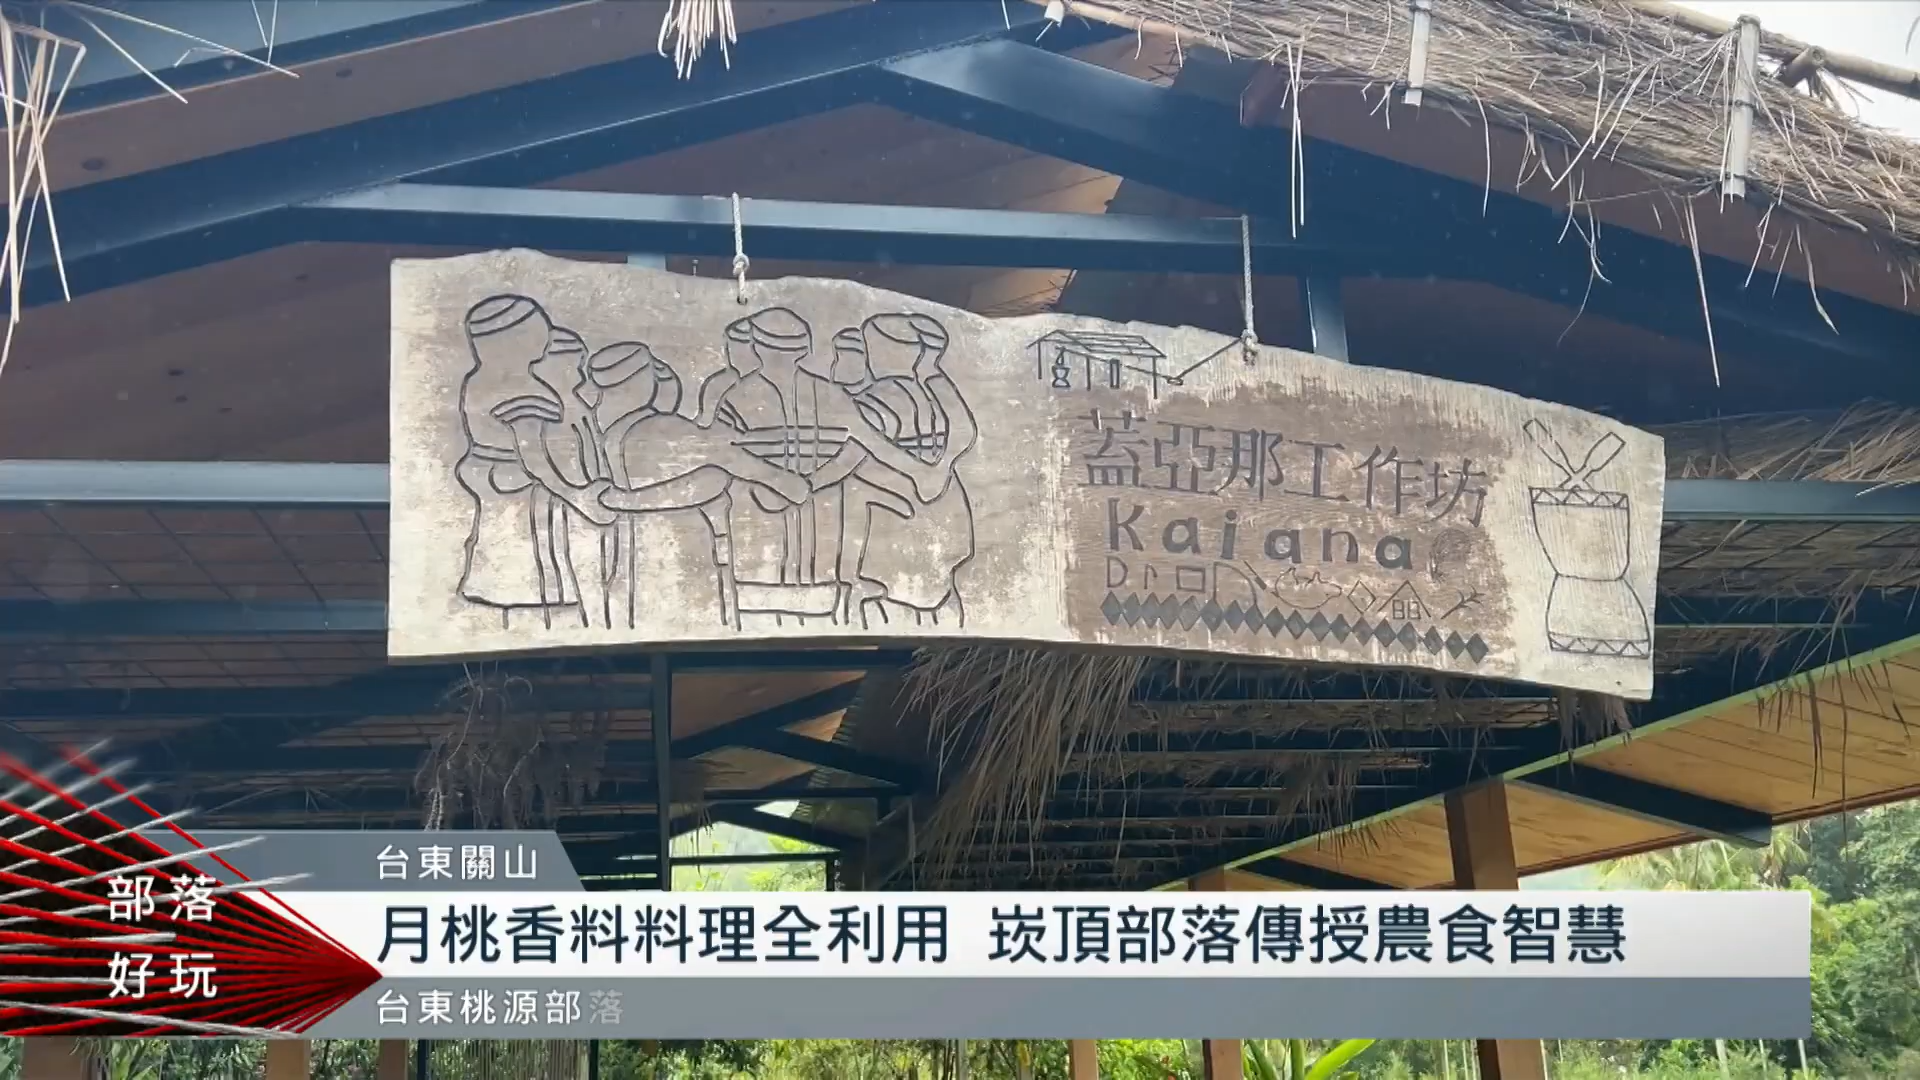 蓋亞那工作坊
Kaiana
台東關山
部落
好玩
月桃香料料理全利用 崁頂部落傳授農食智慧
台東桃源部落